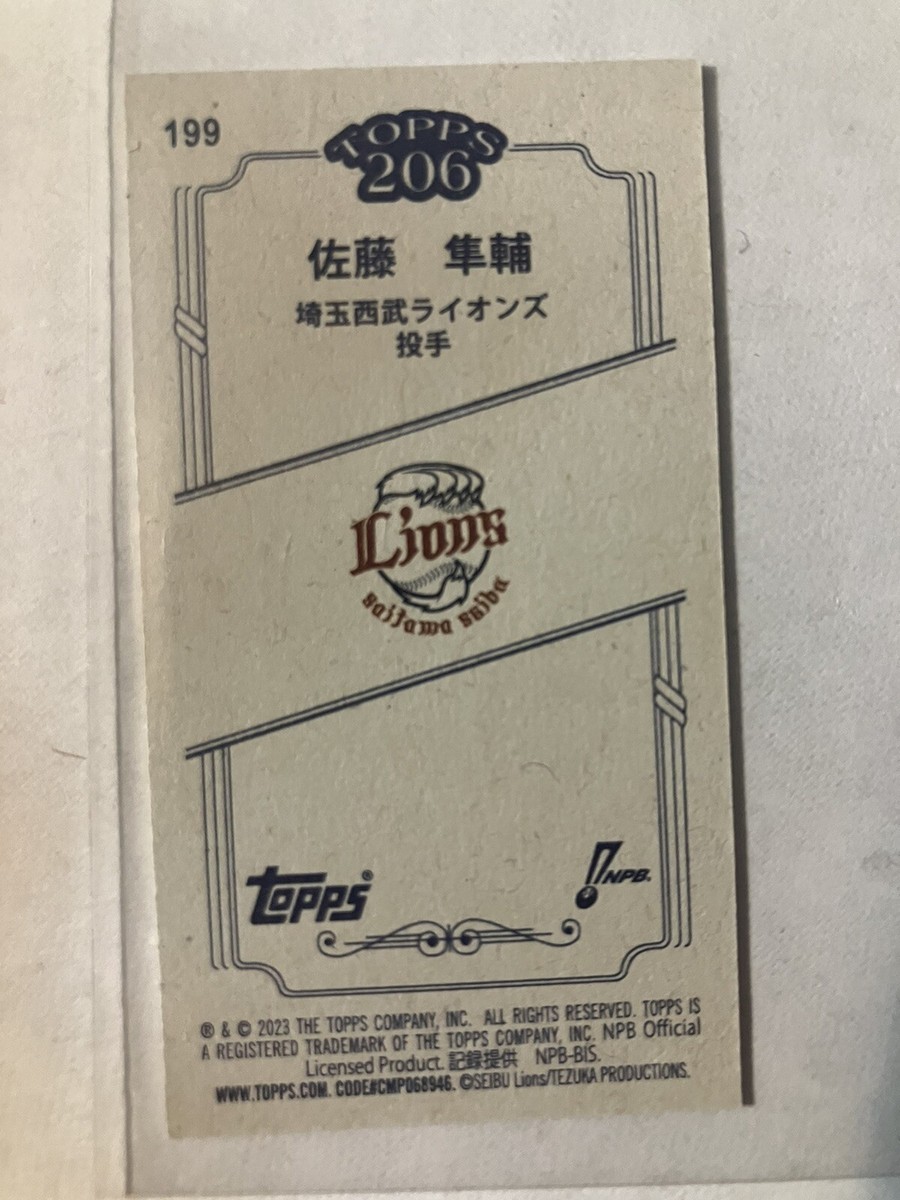 199
TOPPS
206
佐藤　隼輔
埼玉西武ライオンズ
投手
Lions
saitama seibu
topps®
NPB.
® & © 2023 THE TOPPS COMPANY, INC. ALL RIGHTS RESERVED. TOPPS IS
A REGISTERED TRADEMARK OF THE TOPPS COMPANY, INC. NPB Official
Licensed Product. 記録提供 NPB-BIS.
WWW.TOPPS.COM. CODE#CMP068946. ©SEIBU Lions/TEZUKA PRODUCTIONS.